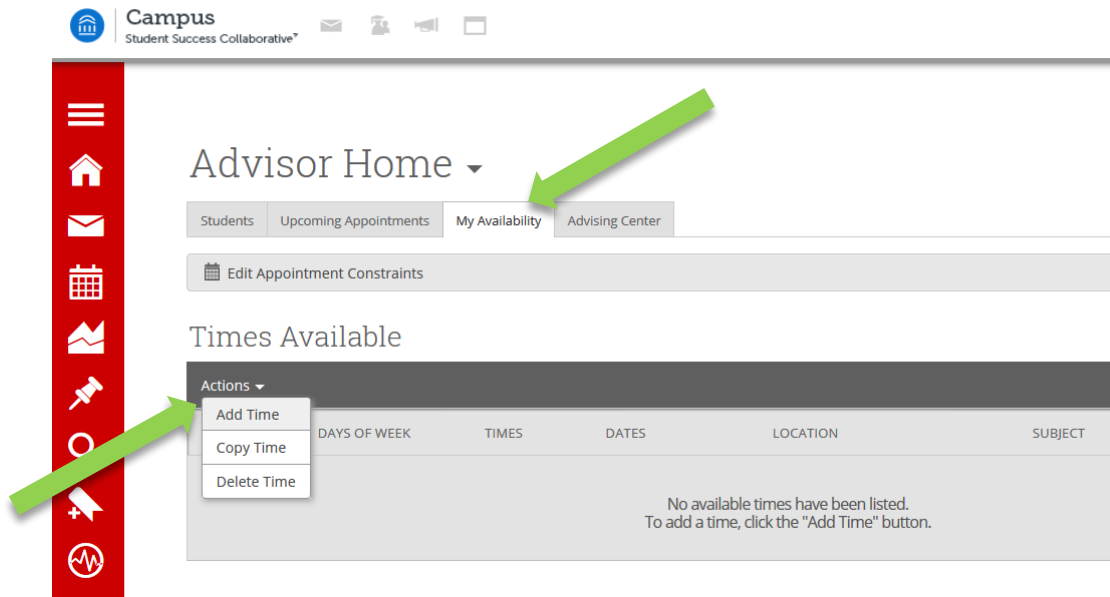 Campus
Student Success Collaborative
Advisor Home
Students Upcoming Appointments My Availability Advising Center
Edit Appointment Constraints
Times Available
Actions
Add Time
DAYS OF WEEK TIMES DATES LOCATION SUBJECT
Copy Time
Delete Time
No available times have been listed.
To add a time, click the "Add Time" button.